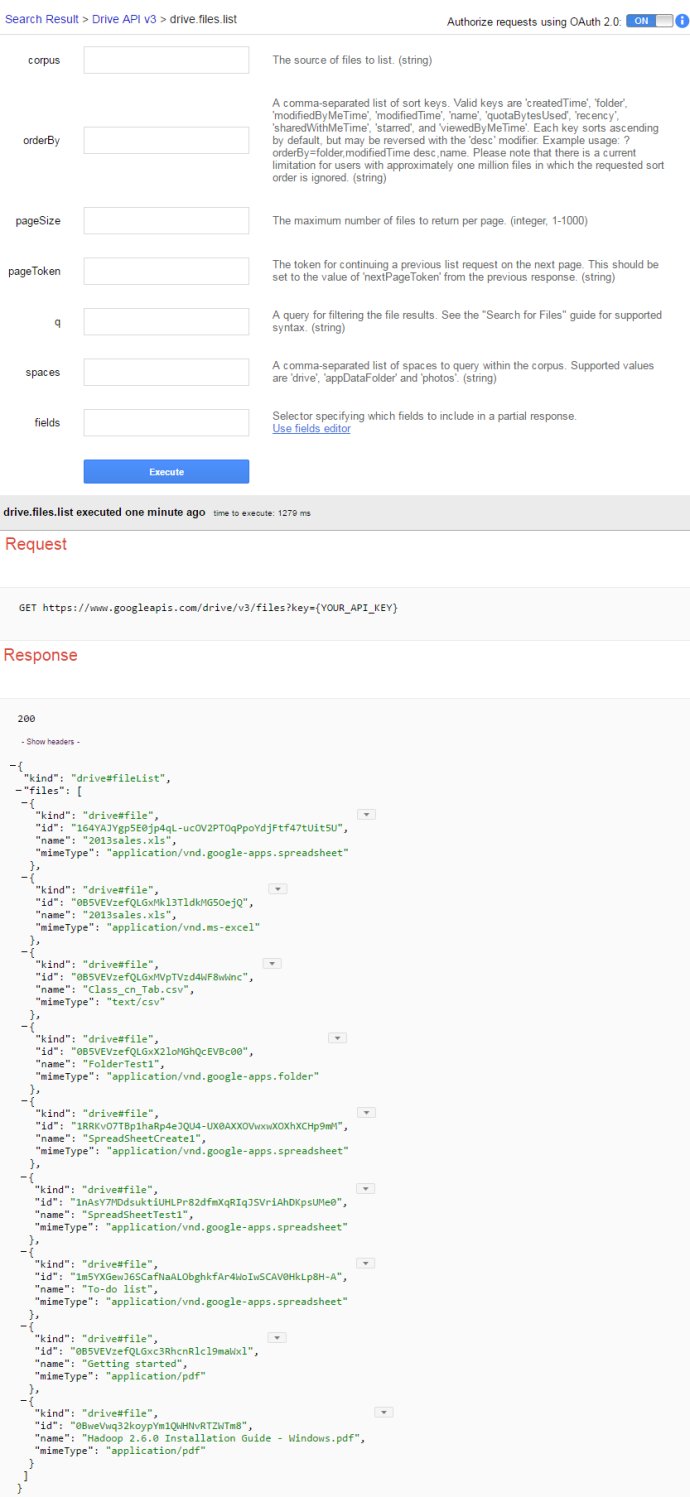 Search Result > Drive API v3 > drive.files.list
Authorize requests using OAuth 2.0: ON i
corpus
The source of files to list. (string)
orderBy
A comma-separated list of sort keys. Valid keys are 'createdTime', 'folder',
'modifiedByMeTime', 'modifiedTime', 'name', 'quotaBytesUsed', 'recency',
'sharedWithMeTime', 'starred', and 'viewedByMeTime'. Each key sorts ascending
by default, but may be reversed with the 'desc' modifier. Example usage: ?
orderBy=folder,modifiedTime desc,name. Please note that there is a current
limitation for users with approximately one million files in which the requested sort
order is ignored. (string)
pageSize
The maximum number of files to return per page. (integer, 1-1000)
pageToken
The token for continuing a previous list request on the next page. This should be
set to the value of 'nextPageToken' from the previous response. (string)
q
A query for filtering the file results. See the "Search for Files" guide for supported
syntax. (string)
spaces
A comma-separated list of spaces to query within the corpus. Supported values
are 'drive', 'appDataFolder' and 'photos'. (string)
fields
Selector specifying which fields to include in a partial response.
Use fields editor
Execute
drive.files.list executed one minute ago time to execute: 1279 ms
Request
GET https://www.googleapis.com/drive/v3/files?key={YOUR_API_KEY}
Response
200
- Show headers -
{
"kind": "drive#fileList",
"files": [
{
"kind": "drive#file",
"id": "164YAJYgp5E0jp4qL-ucOV2PTOqPpoYdjFtf47tUit5U",
"name": "2013sales.xls",
"mimeType": "application/vnd.google-apps.spreadsheet"
},
{
"kind": "drive#file",
"id": "0B5VEVzefQLGxMkl3TldkMG5OejQ",
"name": "2013sales.xls",
"mimeType": "application/vnd.ms-excel"
},
{
"kind": "drive#file",
"id": "0B5VEVzefQLGxMVpTVzd4WF8wWnc",
"name": "Class_cn_Tab.csv",
"mimeType": "text/csv"
},
{
"kind": "drive#file",
"id": "0B5VEVzefQLGxX2loMGhQcEVBc00",
"name": "FolderTest1",
"mimeType": "application/vnd.google-apps.folder"
},
{
"kind": "drive#file",
"id": "1RRKvO7TBp1haRp4eJQU4-UX0AXXOVwxwXOXhXCHp9mM",
"name": "SpreadSheetCreate1",
"mimeType": "application/vnd.google-apps.spreadsheet"
},
{
"kind": "drive#file",
"id": "1nAsY7MDdsuktiUHLPr82dfmXqRIqJSVriAhDKpsUMe0",
"name": "SpreadSheetTest1",
"mimeType": "application/vnd.google-apps.spreadsheet"
},
{
"kind": "drive#file",
"id": "1m5YXGewJ6SCafNaALObghkfAr4WoIwSCAV0HkLp8H-A",
"name": "To-do list",
"mimeType": "application/vnd.google-apps.spreadsheet"
},
{
"kind": "drive#file",
"id": "0B5VEVzefQLGxc3RhcnRlcl9maWxl",
"name": "Getting started",
"mimeType": "application/pdf"
},
{
"kind": "drive#file",
"id": "0BweVwq32koypYm1QWHNvRTZWTm8",
"name": "Hadoop 2.6.0 Installation Guide - Windows.pdf",
"mimeType": "application/pdf"
}
]
}